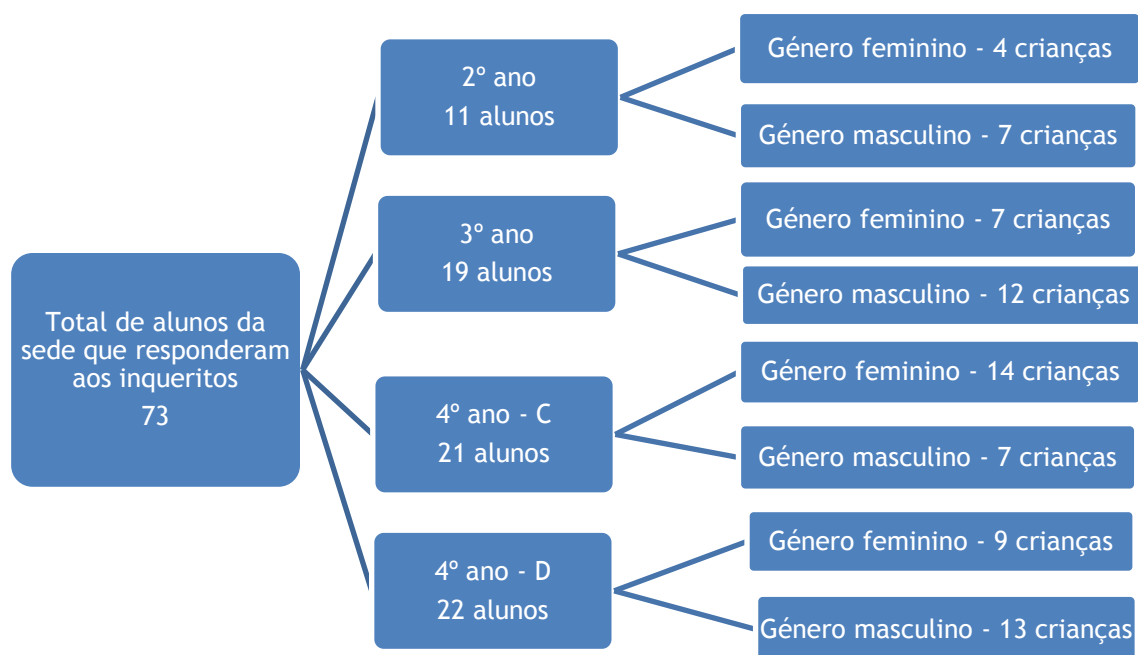 Total de alunos da
sede que responderam
aos inqueritos
73
2º ano
11 alunos
Género feminino - 4 crianças
Género masculino - 7 crianças
3º ano
19 alunos
Género feminino - 7 crianças
Género masculino - 12 crianças
4º ano - C
21 alunos
Género feminino - 14 crianças
Género masculino - 7 crianças
4º ano - D
22 alunos
Género feminino - 9 crianças
Género masculino - 13 crianças